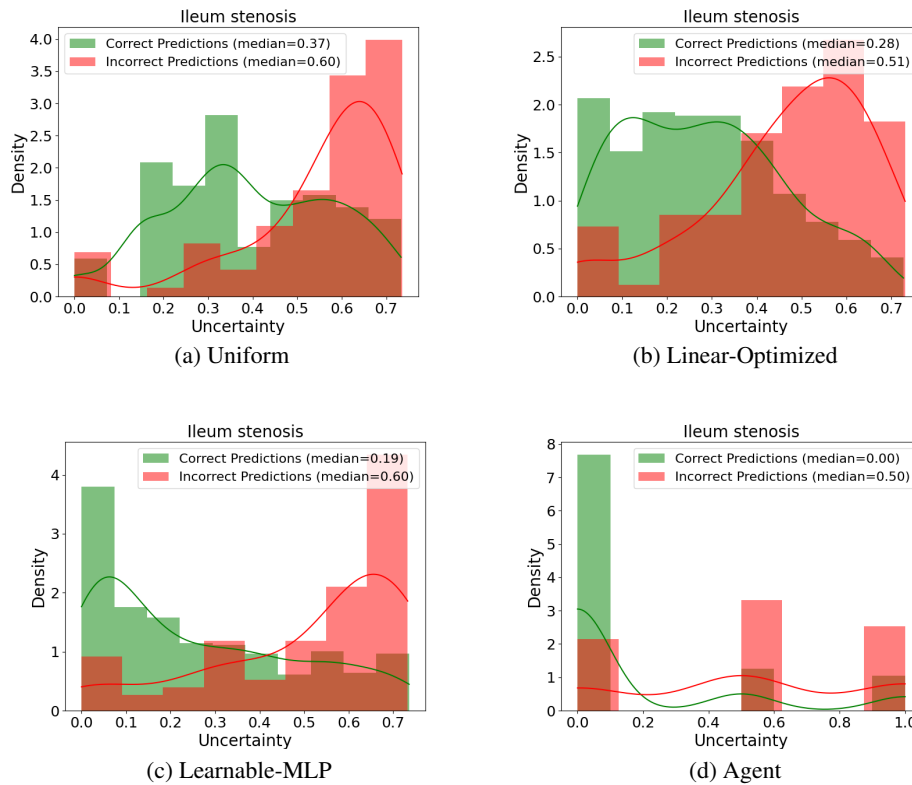 Ileum stenosis
Correct Predictions (median=0.37)
Incorrect Predictions (median=0.60)
Density
4.0
3.5
3.0
2.5
2.0
1.5
1.0
0.5
0.0
0.0 0.1 0.2 0.3 0.4 0.5 0.6 0.7
Uncertainty
(a) Uniform
Ileum stenosis
Correct Predictions (median=0.28)
Incorrect Predictions (median=0.51)
Density
2.5
2.0
1.5
1.0
0.5
0.0
0.0 0.1 0.2 0.3 0.4 0.5 0.6 0.7
Uncertainty
(b) Linear-Optimized
Ileum stenosis
Correct Predictions (median=0.19)
Incorrect Predictions (median=0.60)
Density
4
3
2
1
0
0.0 0.1 0.2 0.3 0.4 0.5 0.6 0.7
Uncertainty
(c) Learnable-MLP
Ileum stenosis
Correct Predictions (median=0.00)
Incorrect Predictions (median=0.50)
Density
8
7
6
5
4
3
2
1
0
0.0 0.2 0.4 0.6 0.8 1.0
Uncertainty
(d) Agent